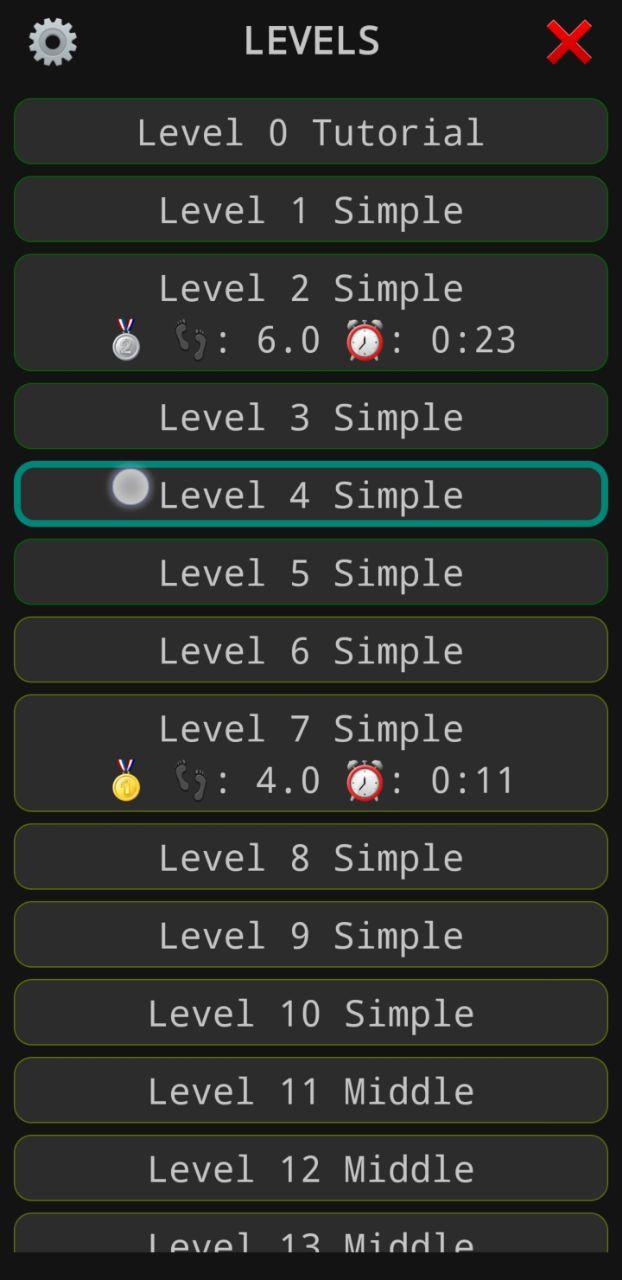 LEVELS
Level 0 Tutorial
Level 1 Simple
Level 2 Simple
🥈 👣: 6.0 ⏰: 0:23
Level 3 Simple
Level 4 Simple
Level 5 Simple
Level 6 Simple
Level 7 Simple
🥇 👣: 4.0 ⏰: 0:11
Level 8 Simple
Level 9 Simple
Level 10 Simple
Level 11 Middle
Level 12 Middle
Level 13 Middle